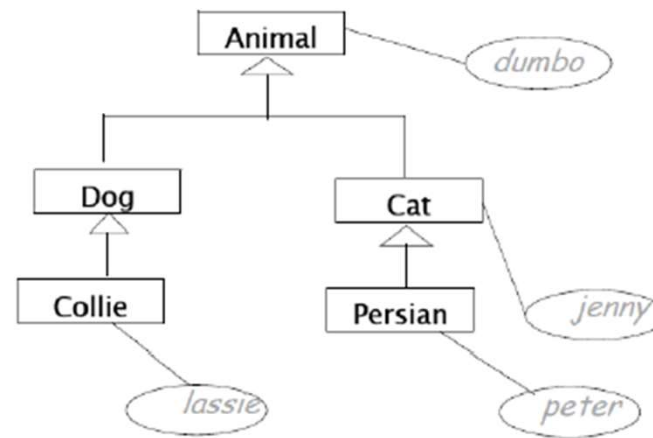 Animal
dumbo
Dog
Cat
Collie
Persian
jenny
lassie
peter